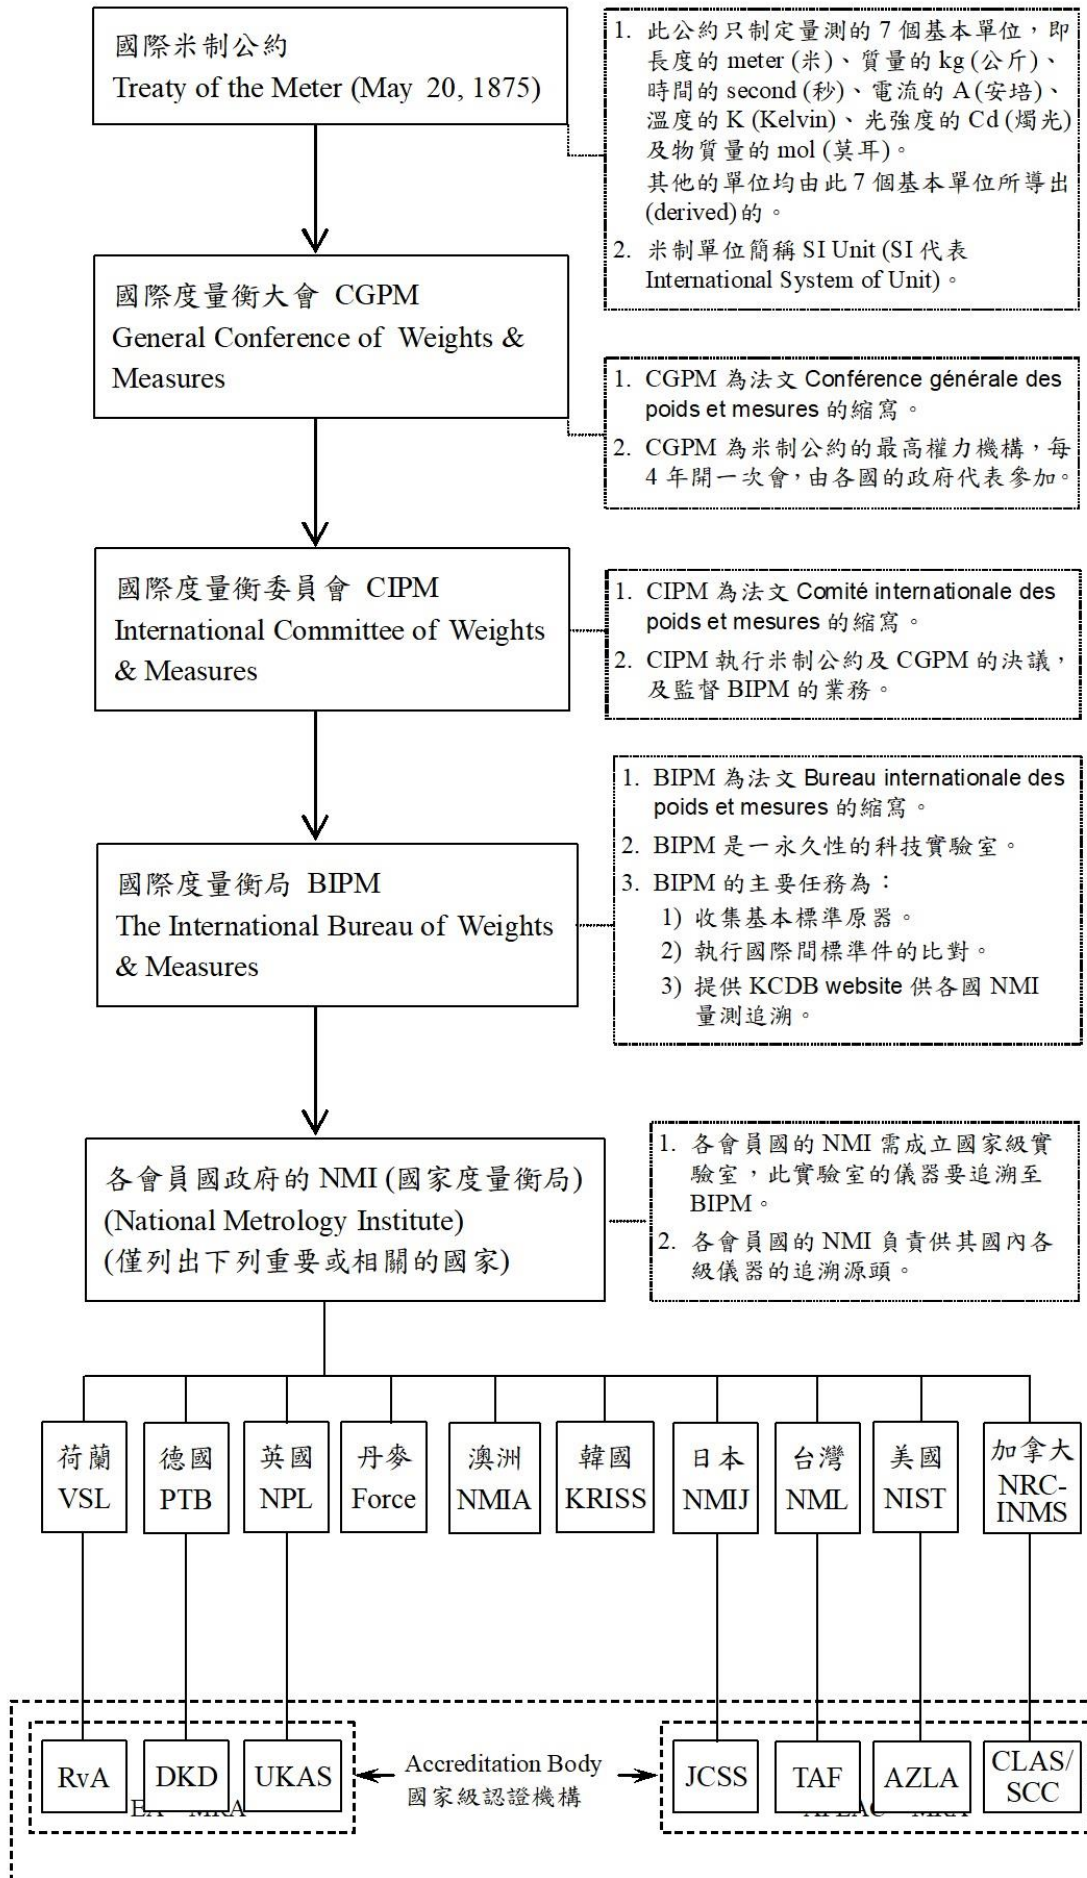 國際米制公約
Treaty of the Meter (May 20, 1875)
1. 此公約只制定量測的 7 個基本單位，即
長度的 meter (米)、質量的 kg (公斤)、
時間的 second (秒)、電流的 A (安培)、
溫度的 K (Kelvin)、光強度的 Cd (燭光)
及物質量的 mol (莫耳)。
其他的單位均由此 7 個基本單位所導出
(derived)的。
2. 米制單位簡稱 SI Unit (SI 代表
International System of Unit)。
國際度量衡大會 CGPM
General Conference of Weights &
Measures
1. CGPM 為法文 Conférence générale des
poids et mesures 的縮寫。
2. CGPM 為米制公約的最高權力機構，每
4 年開一次會，由各國的政府代表參加。
國際度量衡委員會 CIPM
International Committee of Weights
& Measures
1. CIPM 為法文 Comité internationale des
poids et mesures 的縮寫。
2. CIPM 執行米制公約及 CGPM 的決議，
及監督 BIPM 的業務。
國際度量衡局 BIPM
The International Bureau of Weights
& Measures
1. BIPM 為法文 Bureau internationale des
poids et mesures 的縮寫。
2. BIPM 是一永久性的科技實驗室。
3. BIPM 的主要任務為：
1) 收集基本標準原器。
2) 執行國際間標準件的比對。
3) 提供 KCDB website 供各國 NMI
量測追溯。
各會員國政府的 NMI (國家度量衡局)
(National Metrology Institute)
(僅列出下列重要或相關的國家)
1. 各會員國的 NMI 需成立國家級實
驗室，此實驗室的儀器要追溯至
BIPM。
2. 各會員國的 NMI 負責供其國內各
級儀器的追溯源頭。
荷蘭
VSL
德國
PTB
英國
NPL
丹麥
Force
澳洲
NMIA
韓國
KRISS
日本
NMIJ
台灣
NML
美國
NIST
加拿大
NRC-
INMS
RvA
DKD
UKAS
Accreditation Body
國家級認證機構
JCSS
TAF
AZLA
CLAS/
SCC